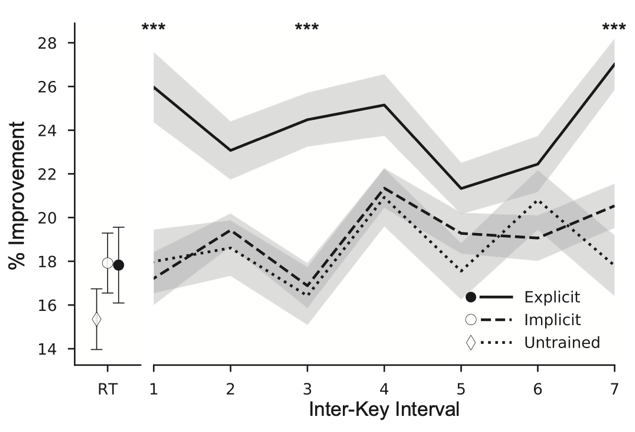 *** *** ***
28
26
24
22
20
18
16
14
% Improvement
Explicit
Implicit
Untrained
RT 1 2 3 4 5 6 7
Inter-Key Interval